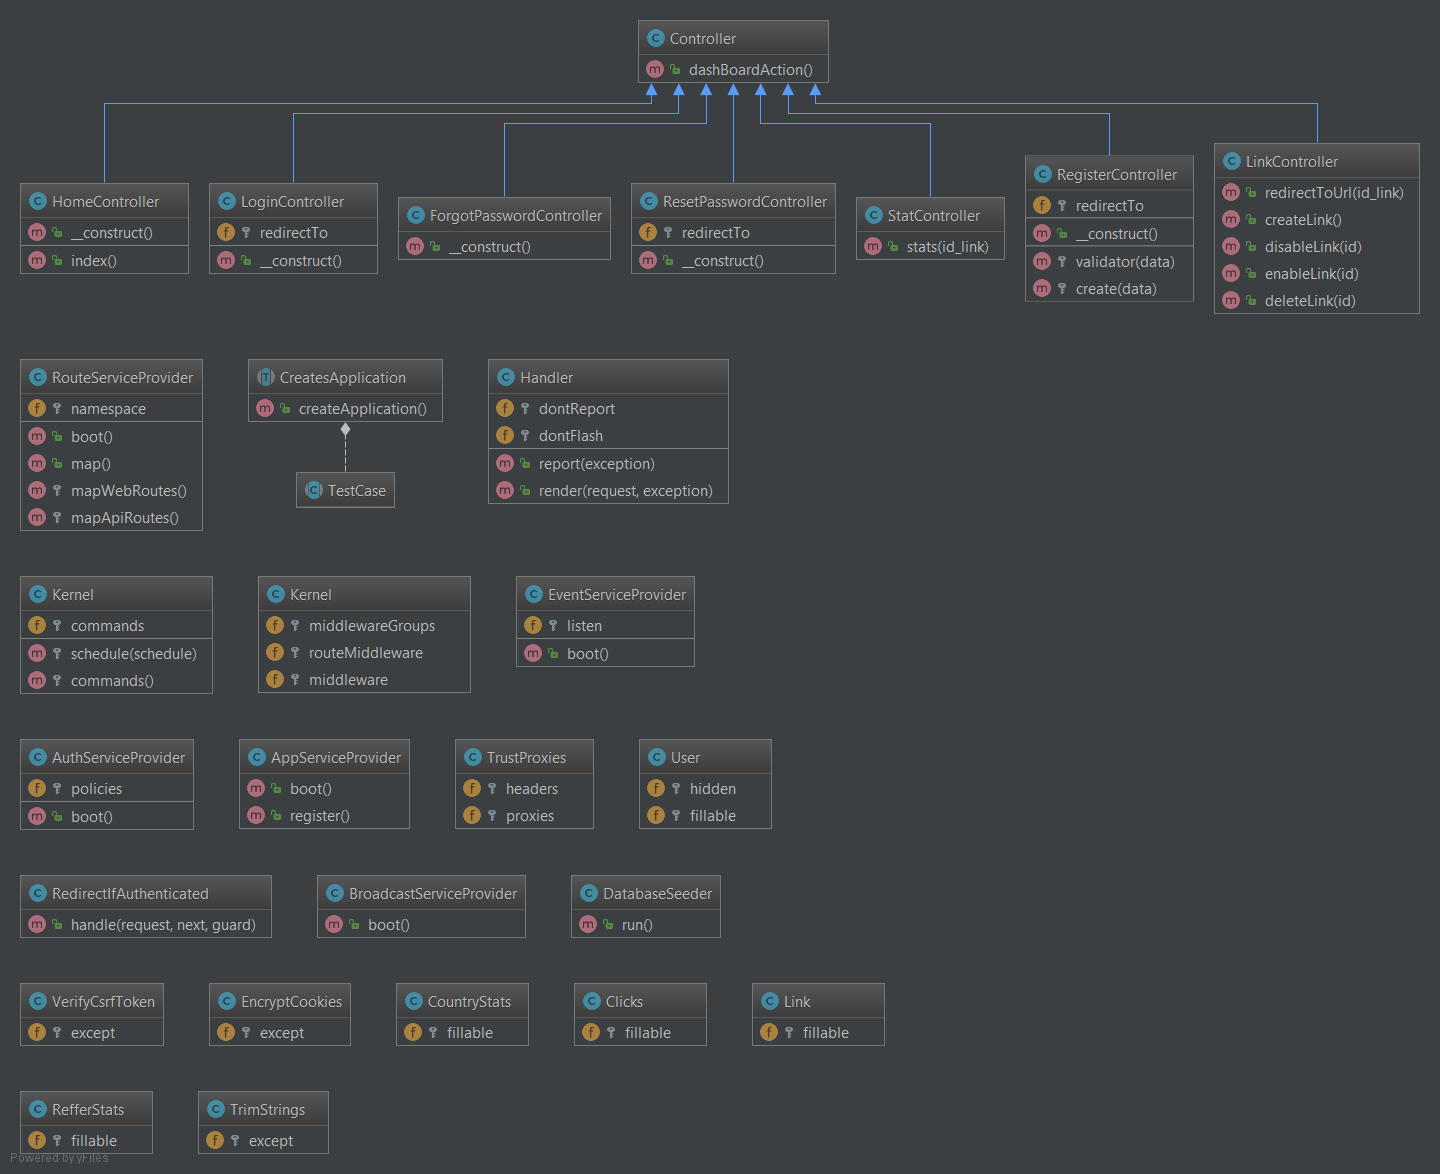 Controller
dashBoardAction()
HomeController
__construct()
index()
LoginController
redirectTo
__construct()
ForgotPasswordController
__construct()
ResetPasswordController
redirectTo
__construct()
StatController
stats(id_link)
RegisterController
redirectTo
__construct()
validator(data)
create(data)
LinkController
redirectToUrl(id_link)
createLink()
disableLink(id)
enableLink(id)
deleteLink(id)
RouteServiceProvider
namespace
boot()
map()
mapWebRoutes()
mapApiRoutes()
CreatesApplication
createApplication()
TestCase
Handler
dontReport
dontFlash
report(exception)
render(request, exception)
Kernel
commands
schedule(schedule)
commands()
Kernel
middlewareGroups
routeMiddleware
middleware
EventServiceProvider
listen
boot()
AuthServiceProvider
policies
boot()
AppServiceProvider
boot()
register()
TrustProxies
headers
proxies
User
hidden
fillable
RedirectIfAuthenticated
handle(request, next, guard)
BroadcastServiceProvider
boot()
DatabaseSeeder
run()
VerifyCsrfToken
except
EncryptCookies
except
CountryStats
fillable
Clicks
fillable
Link
fillable
RefferStats
fillable
TrimStrings
except
Powered by yFiles